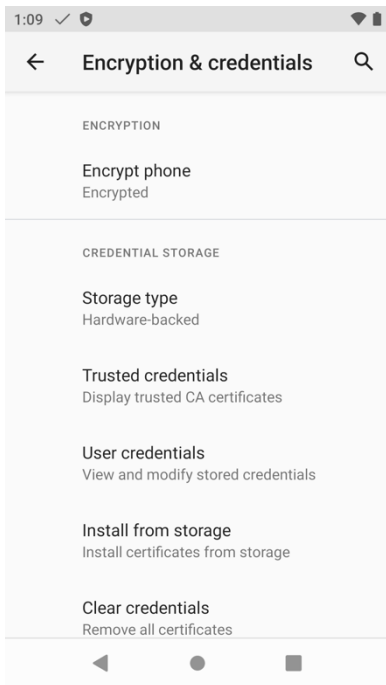 1:09
Encryption & credentials
ENCRYPTION
Encrypt phone
Encrypted
CREDENTIAL STORAGE
Storage type
Hardware-backed
Trusted credentials
Display trusted CA certificates
User credentials
View and modify stored credentials
Install from storage
Install certificates from storage
Clear credentials
Remove all certificates